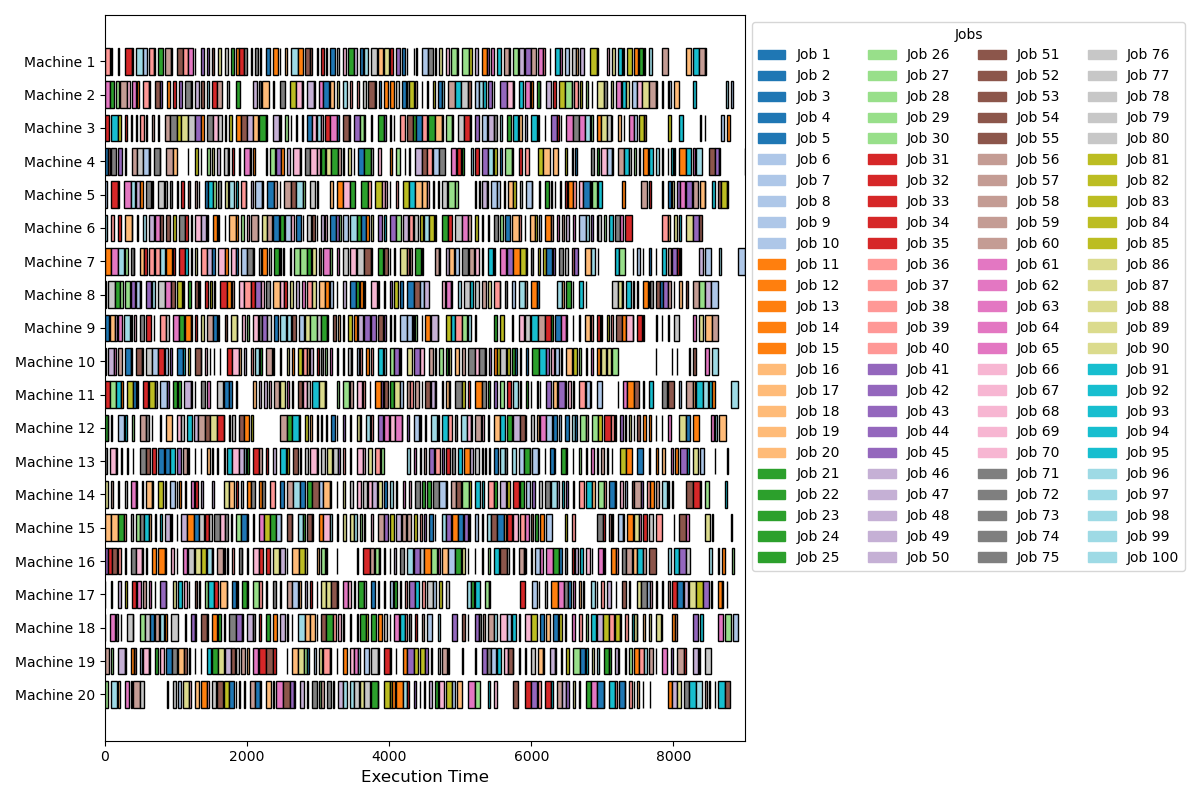 Machine 1
Machine 2
Machine 3
Machine 4
Machine 5
Machine 6
Machine 7
Machine 8
Machine 9
Machine 10
Machine 11
Machine 12
Machine 13
Machine 14
Machine 15
Machine 16
Machine 17
Machine 18
Machine 19
Machine 20
0 2000 4000 6000 8000
Execution Time
Jobs
Job 1 Job 26 Job 51 Job 76
Job 2 Job 27 Job 52 Job 77
Job 3 Job 28 Job 53 Job 78
Job 4 Job 29 Job 54 Job 79
Job 5 Job 30 Job 55 Job 80
Job 6 Job 31 Job 56 Job 81
Job 7 Job 32 Job 57 Job 82
Job 8 Job 33 Job 58 Job 83
Job 9 Job 34 Job 59 Job 84
Job 10 Job 35 Job 60 Job 85
Job 11 Job 36 Job 61 Job 86
Job 12 Job 37 Job 62 Job 87
Job 13 Job 38 Job 63 Job 88
Job 14 Job 39 Job 64 Job 89
Job 15 Job 40 Job 65 Job 90
Job 16 Job 41 Job 66 Job 91
Job 17 Job 42 Job 67 Job 92
Job 18 Job 43 Job 68 Job 93
Job 19 Job 44 Job 69 Job 94
Job 20 Job 45 Job 70 Job 95
Job 21 Job 46 Job 71 Job 96
Job 22 Job 47 Job 72 Job 97
Job 23 Job 48 Job 73 Job 98
Job 24 Job 49 Job 74 Job 99
Job 25 Job 50 Job 75 Job 100